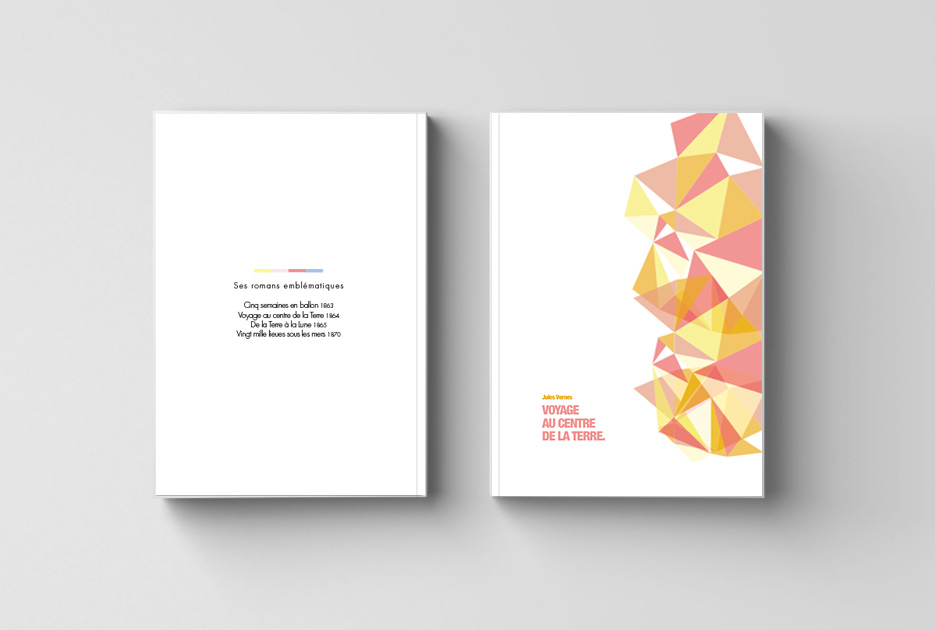 Ses romans emblématiques
Cinq semaines en ballon 1863
Voyage au centre de la Terre 1864
De la Terre à la Lune 1865
Vingt mille lieues sous les mers 1870
Jules Vernes
VOYAGE
AU CENTRE
DE LA TERRE.